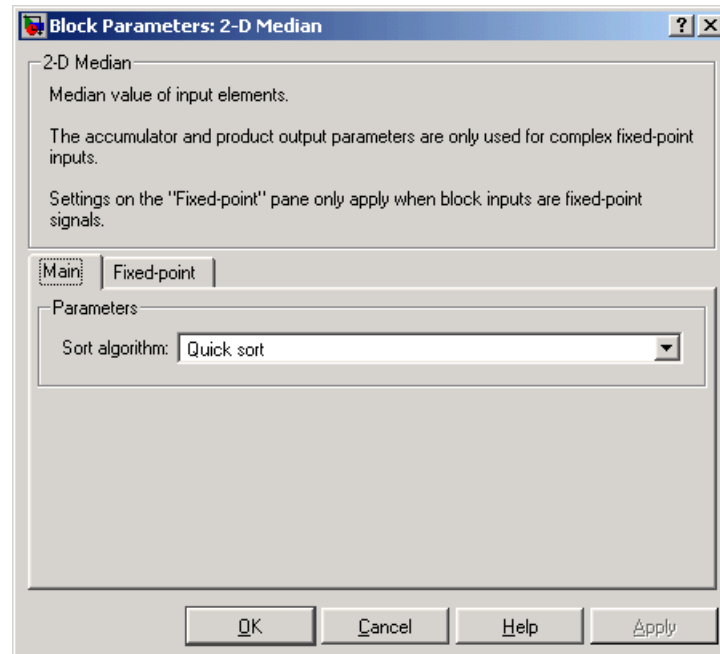 Block Parameters: 2-D Median
2-D Median
Median value of input elements.
The accumulator and product output parameters are only used for complex fixed-point
inputs.
Settings on the "Fixed-point" pane only apply when block inputs are fixed-point
signals.
Main Fixed-point
Parameters
Sort algorithm: Quick sort
OK Cancel Help Apply